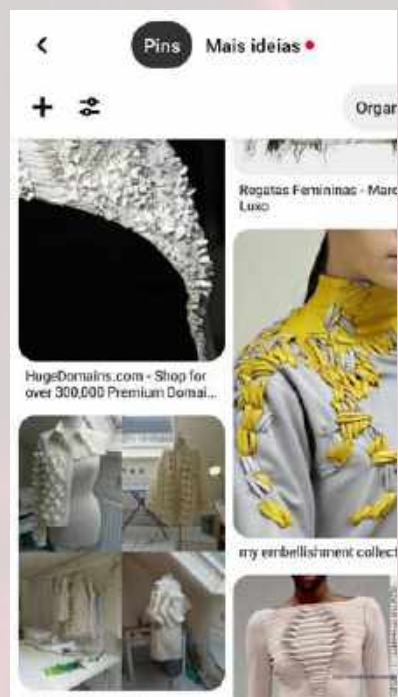 Pins
Mais ideias
Organ
Regatas Femininas - Marc
Luxo
HugeDomains.com - Shop for
over 300,000 Premium Domai...
my embellishment collect